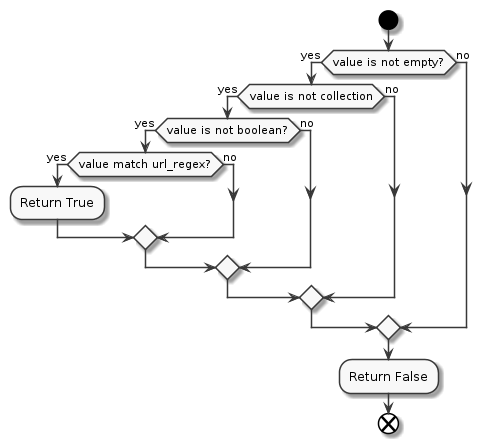 yes
value is not empty?
no
yes
value is not collection
no
yes
value is not boolean?
no
yes
value match url_regex?
no
Return True
Return False